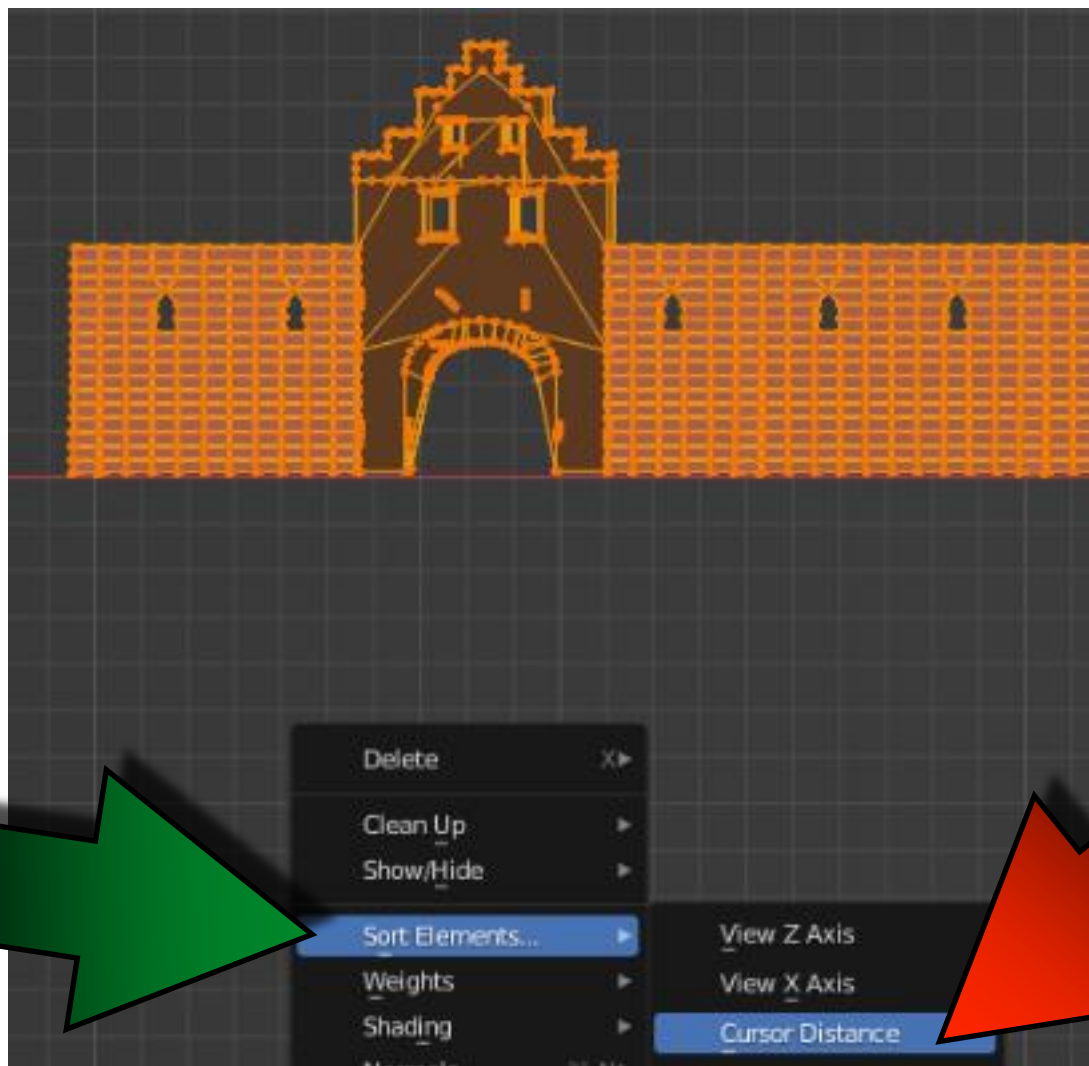 Delete X
Clean Up
Show/Hide
Sort Elements...
Weights
Shading
View Z Axis
View X Axis
Cursor Distance